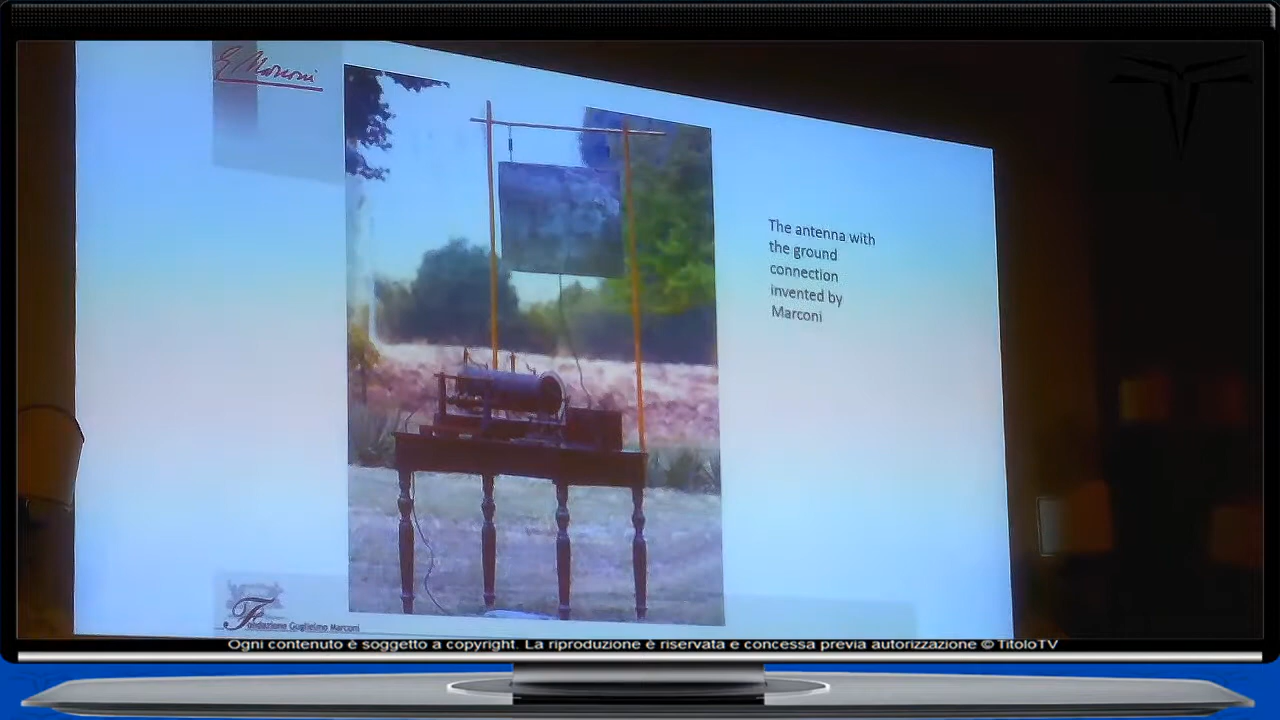 G. Marconi
The antenna with
the ground
connection
invented by
Marconi
Fondazione Guglielmo Marconi
Ogni contenuto è soggetto a copyright. La riproduzione è riservata e concessa previa autorizzazione © TitoloTV